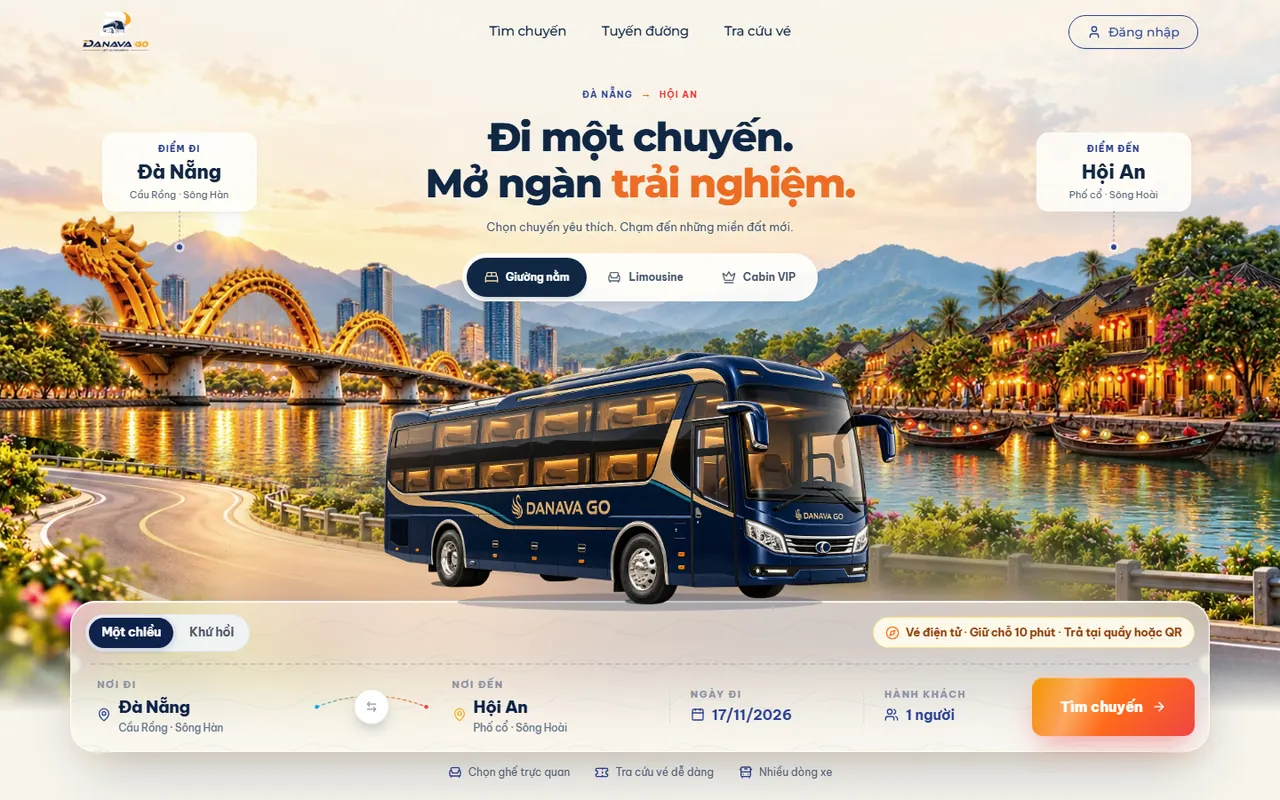 DANAVA GO
Tìm chuyến
Tuyến đường
Tra cứu vé
Đăng nhập
ĐÀ NẴNG → HỘI AN
Đi một chuyến.
Mở ngàn trải nghiệm.
Chọn chuyến yêu thích. Chạm đến những miền đất mới.
ĐIỂM ĐI
Đà Nẵng
Cầu Rồng · Sông Hàn
ĐIỂM ĐẾN
Hội An
Phố cổ · Sông Hoài
Giường nằm
Limousine
Cabin VIP
DANAVA GO
DANAVA GO
Một chiều
Khứ hồi
Vé điện tử · Giữ chỗ 10 phút · Trả tại quầy hoặc QR
NƠI ĐI
Đà Nẵng
Cầu Rồng · Sông Hàn
NƠI ĐẾN
Hội An
Phố cổ · Sông Hoài
NGÀY ĐI
17/11/2026
HÀNH KHÁCH
1 người
Tìm chuyến →
Chọn ghế trực quan
Tra cứu vé dễ dàng
Nhiều dòng xe